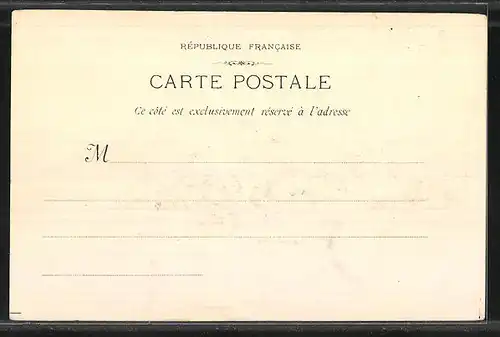 RÉPUBLIQUE FRANÇAISE
CARTE POSTALE
Ce côté est exclusivement réservé à l'adresse
M